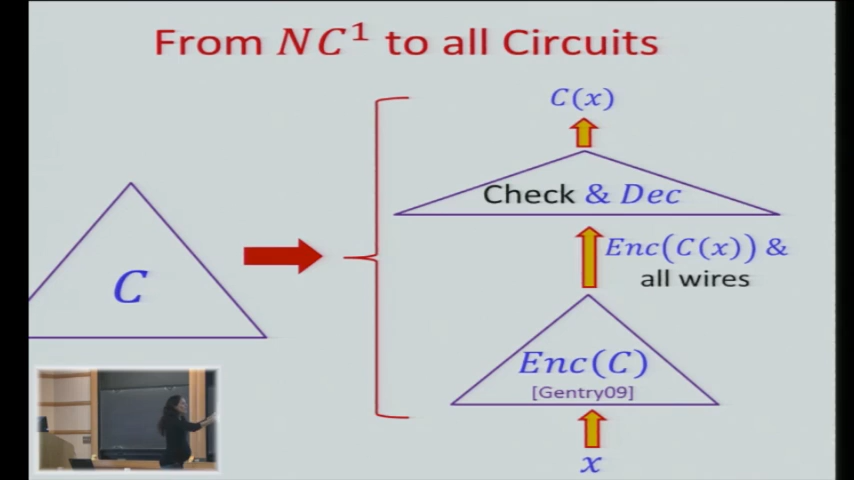 From NC¹ to all Circuits
C
C(x)
Check & Dec
Enc(C(x)) &
all wires
Enc(C)
[Gentry09]
x